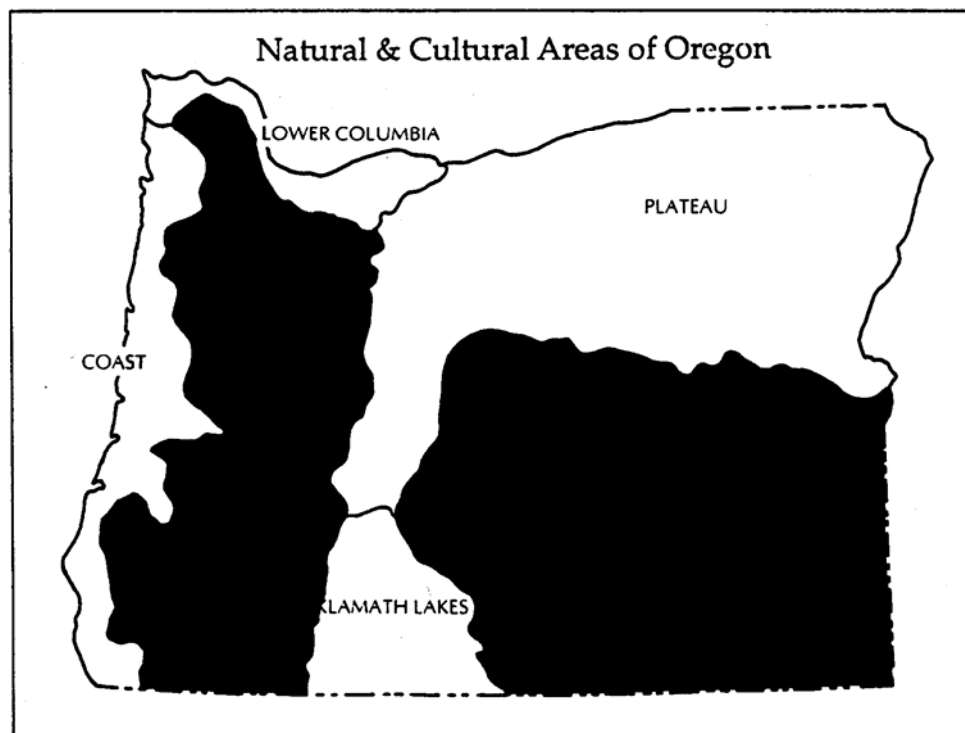 Natural & Cultural Areas of Oregon
LOWER COLUMBIA
PLATEAU
COAST
KLAMATH LAKES